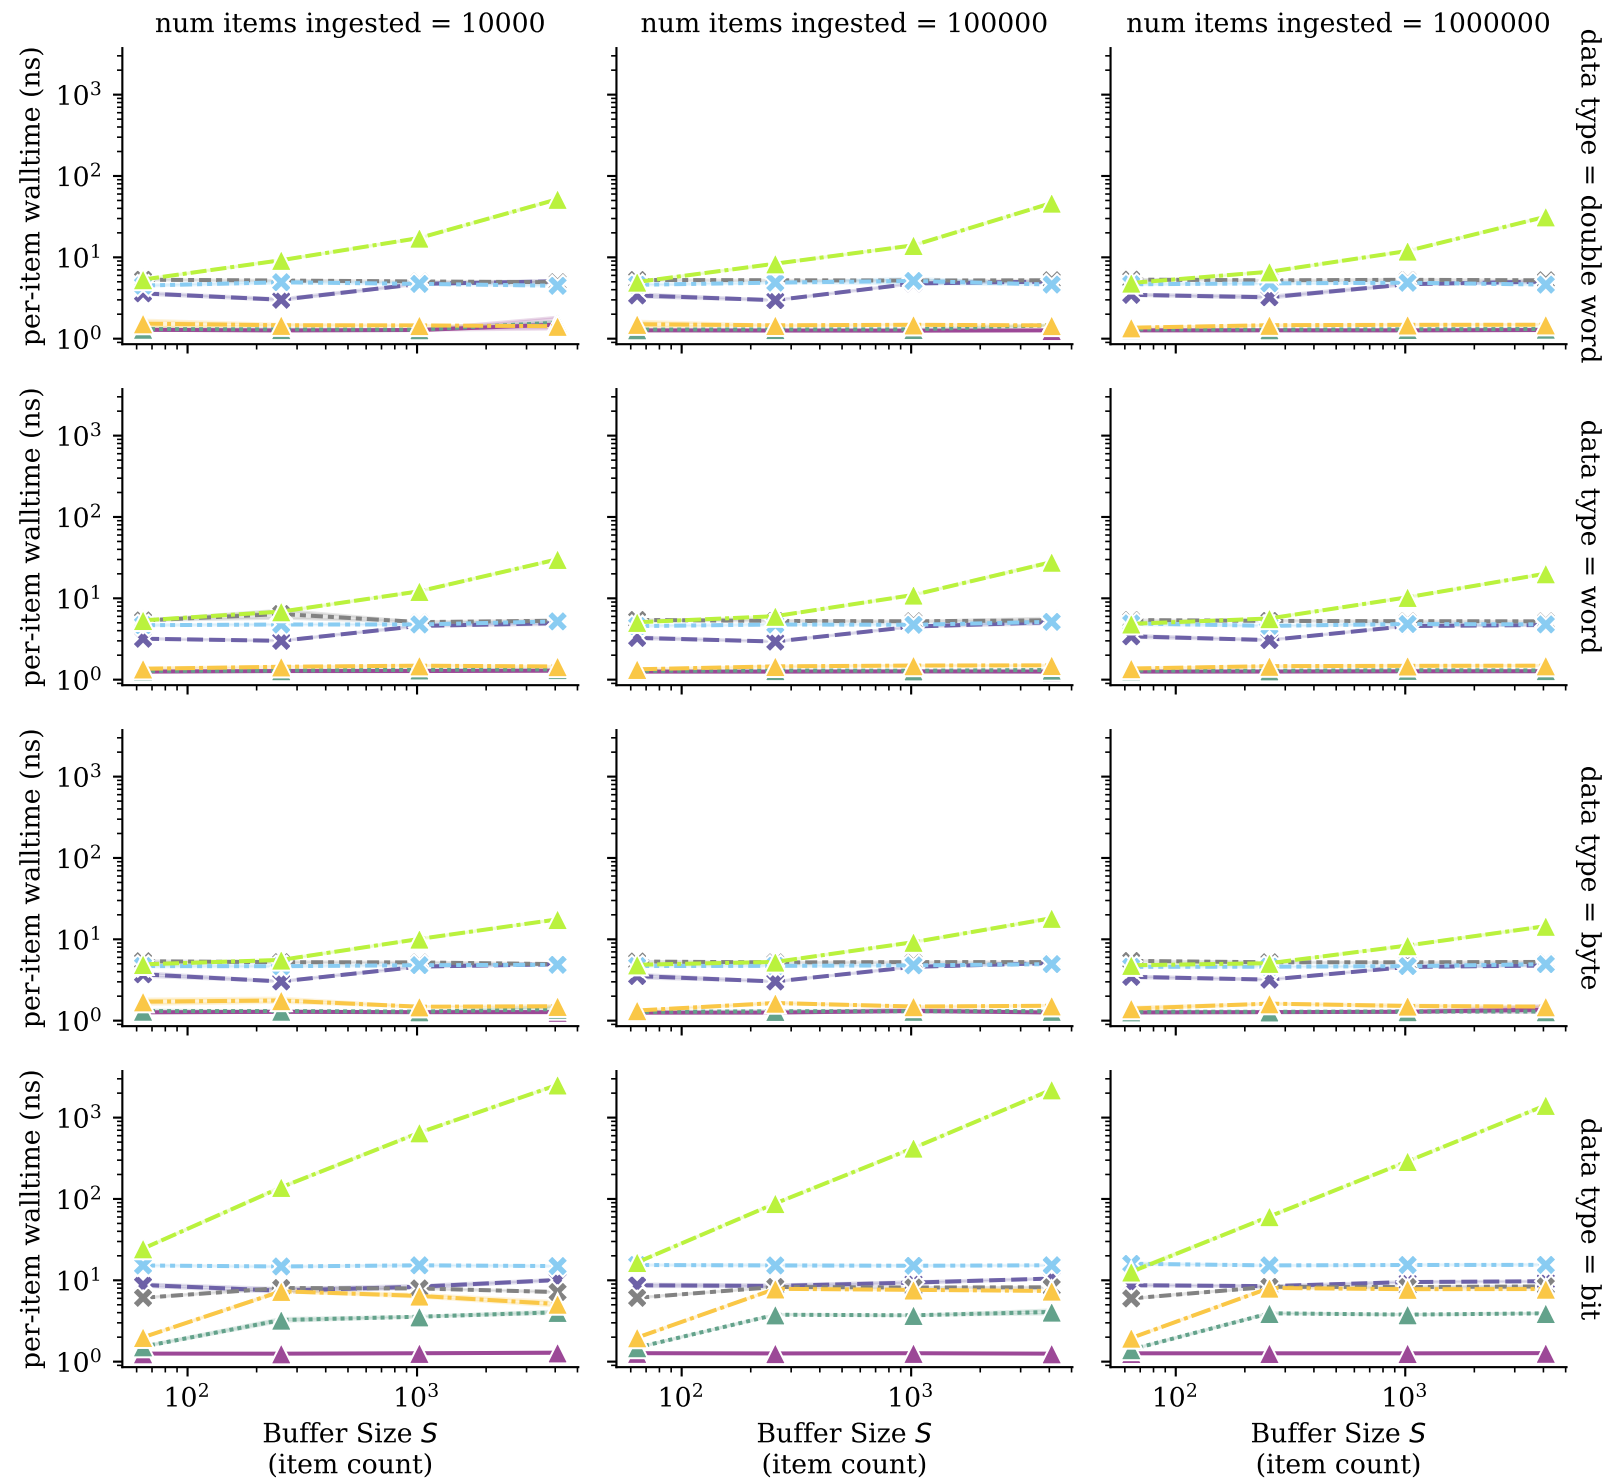 num items ingested = 10000
num items ingested = 100000
num items ingested = 1000000
per-item walltime (ns)
10³
10²
10¹
10⁰
data type = double word
per-item walltime (ns)
10³
10²
10¹
10⁰
data type = word
per-item walltime (ns)
10³
10²
10¹
10⁰
data type = byte
per-item walltime (ns)
10³
10²
10¹
10⁰
data type = bit
10² 10³ 10² 10³ 10² 10³
Buffer Size S
(item count)
Buffer Size S
(item count)
Buffer Size S
(item count)